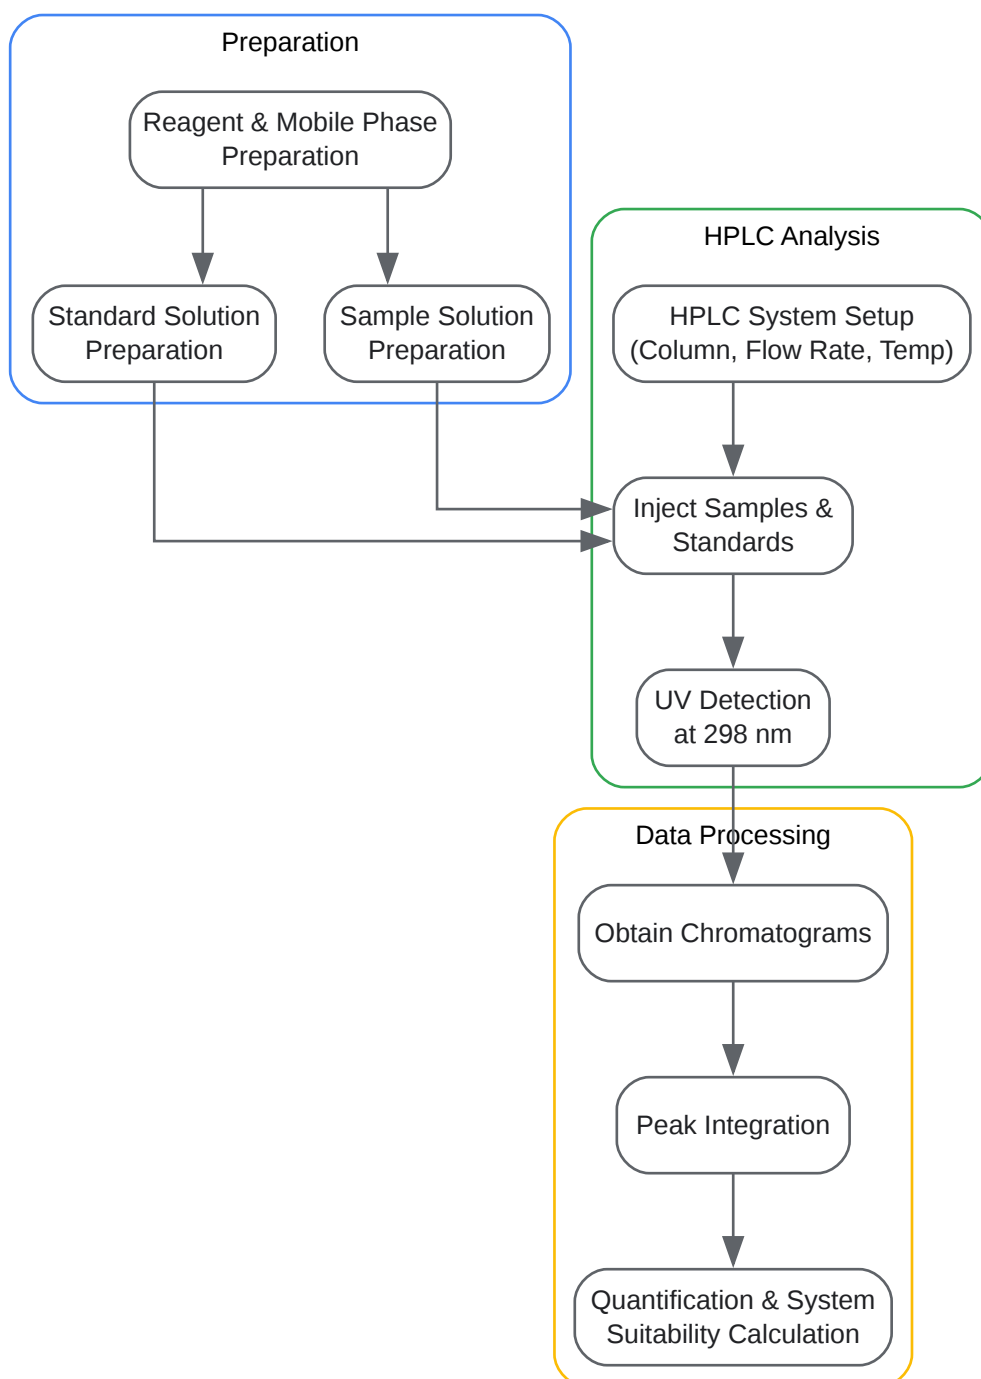 Preparation
Reagent & Mobile Phase
Preparation
Standard Solution
Preparation
Sample Solution
Preparation
HPLC Analysis
HPLC System Setup
(Column, Flow Rate, Temp)
Inject Samples &
Standards
UV Detection
at 298 nm
Data Processing
Obtain Chromatograms
Peak Integration
Quantification & System
Suitability Calculation